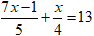 (7x-1)/5 + x/4 = 13